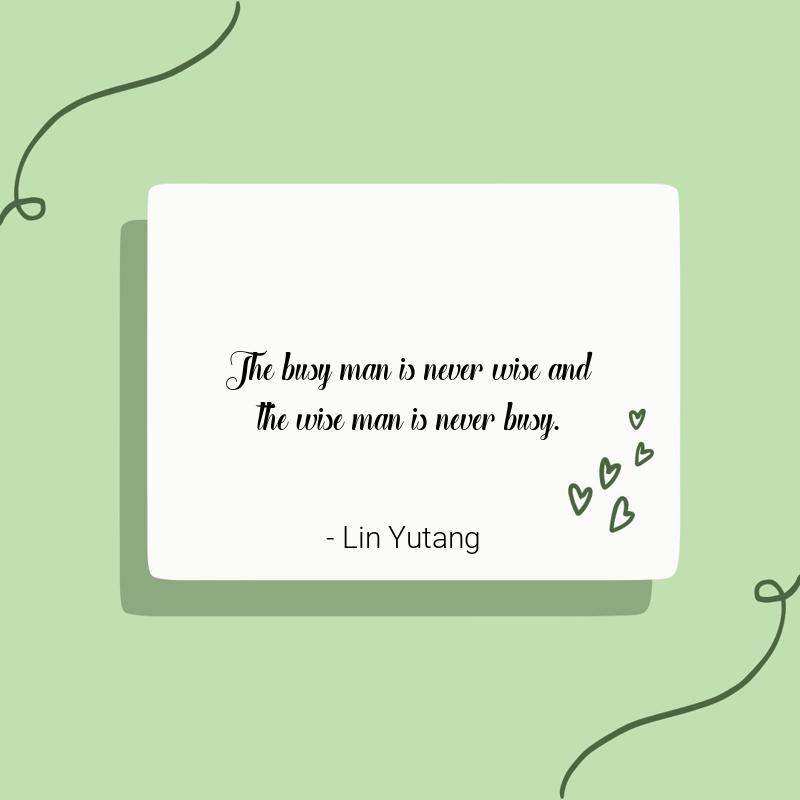 The busy man is never wise and
the wise man is never busy.
- Lin Yutang